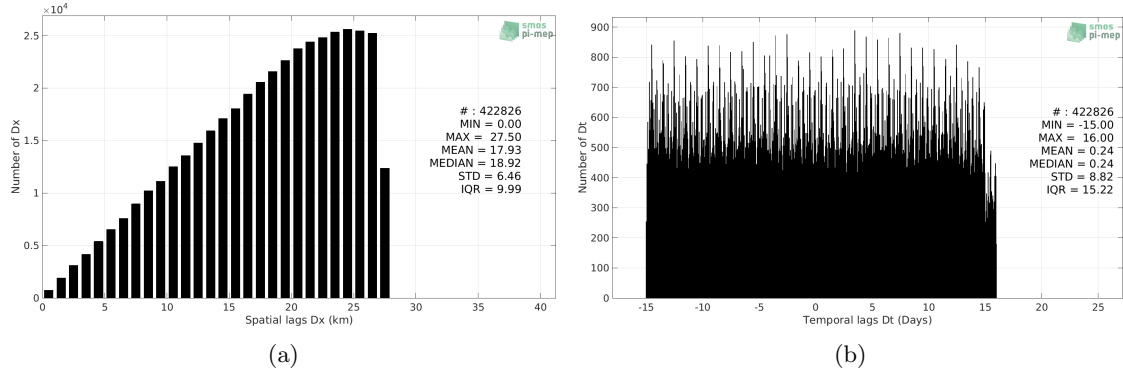 ×10⁴
2.5
2
1.5
1
0.5
0
0 5 10 15 20 25 30 35 40
Number of Dx
Spatial lags Dx (km)
smos
pi-mep
# : 422826
MIN = 0.00
MAX = 27.50
MEAN = 17.93
MEDIAN = 18.92
STD = 6.46
IQR = 9.99
(a)
900
800
700
600
500
400
300
200
100
0
-15 -10 -5 0 5 10 15 20 25
Number of Dt
Temporal lags Dt (Days)
smos
pi-mep
# : 422826
MIN = -15.00
MAX = 16.00
MEAN = 0.24
MEDIAN = 0.24
STD = 8.82
IQR = 15.22
(b)